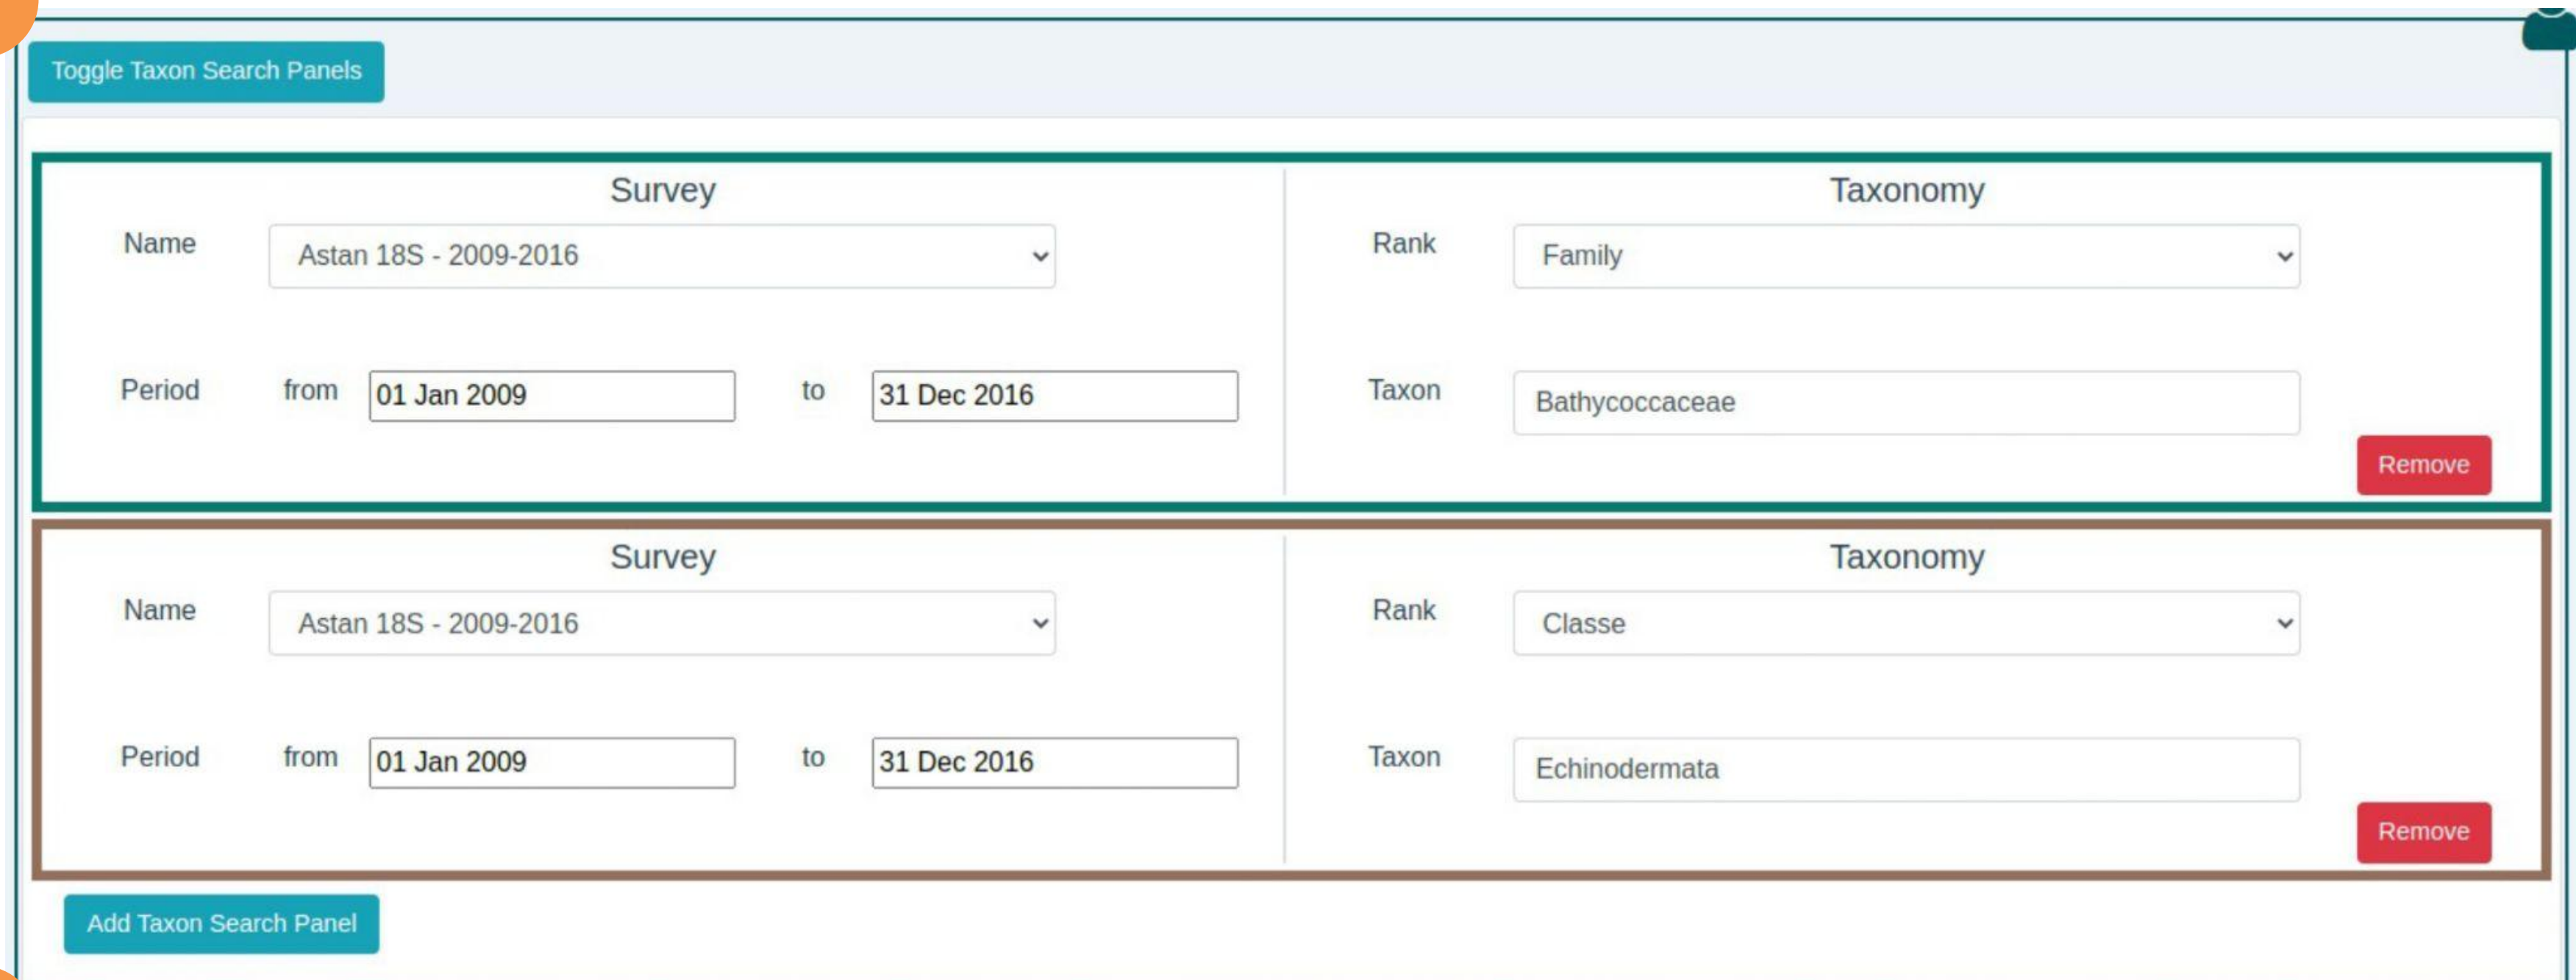 Toggle Taxon Search Panels
Survey
Taxonomy
Name
Astan 18S - 2009-2016
Rank
Family
Period
from
01 Jan 2009
to
31 Dec 2016
Taxon
Bathycoccaceae
Remove
Survey
Taxonomy
Name
Astan 18S - 2009-2016
Rank
Classe
Period
from
01 Jan 2009
to
31 Dec 2016
Taxon
Echinodermata
Remove
Add Taxon Search Panel